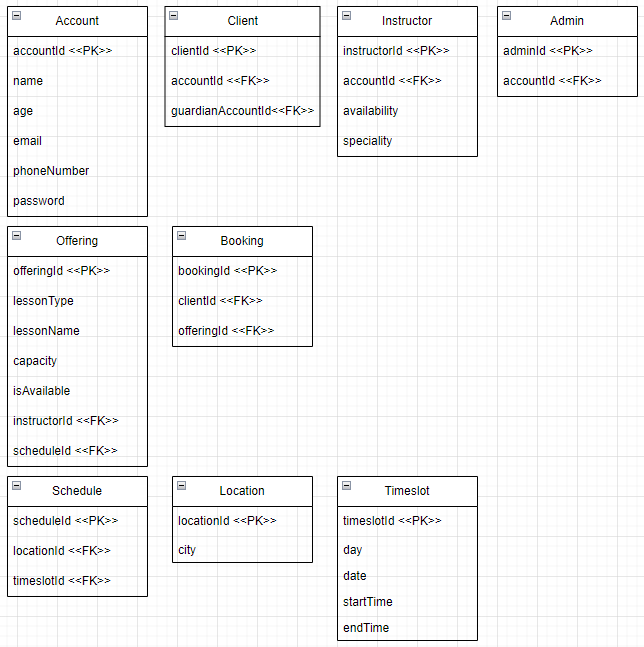 Account
accountId <<PK>>
name
age
email
phoneNumber
password
Client
clientId <<PK>>
accountId <<FK>>
guardianAccountId<<FK>>
Instructor
instructorId <<PK>>
accountId <<FK>>
availability
speciality
Admin
adminId <<PK>>
accountId <<FK>>
Offering
offeringId <<PK>>
lessonType
lessonName
capacity
isAvailable
instructorId <<FK>>
scheduleId <<FK>>
Booking
bookingId <<PK>>
clientId <<FK>>
offeringId <<FK>>
Schedule
scheduleId <<PK>>
locationId <<FK>>
timeslotId <<FK>>
Location
locationId <<PK>>
city
Timeslot
timeslotId <<PK>>
day
date
startTime
endTime